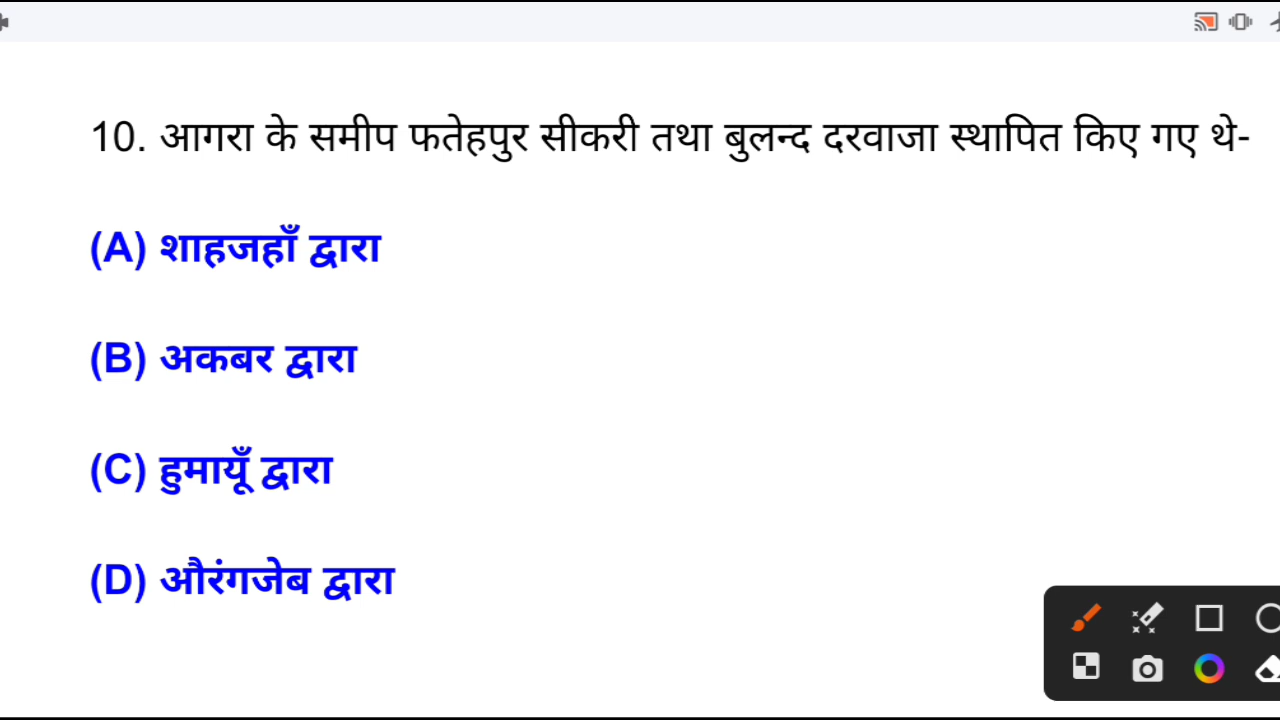 10. आगरा के समीप फतेहपुर सीकरी तथा बुलन्द दरवाजा स्थापित किए गए थे-
(A) शाहजहाँ द्वारा
(B) अकबर द्वारा
(C) हुमायूँ द्वारा
(D) औरंगजेब द्वारा